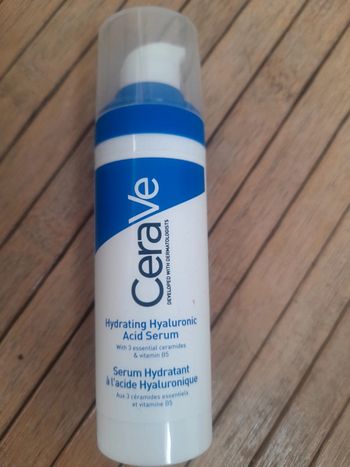 CeraVe
DEVELOPED WITH DERMATOLOGISTS
Hydrating Hyaluronic
Acid Serum
With 3 essential ceramides
& vitamin B5
Serum Hydratant
à l'acide Hyaluronique
Aux 3 céramides essentiels
et vitamine B5